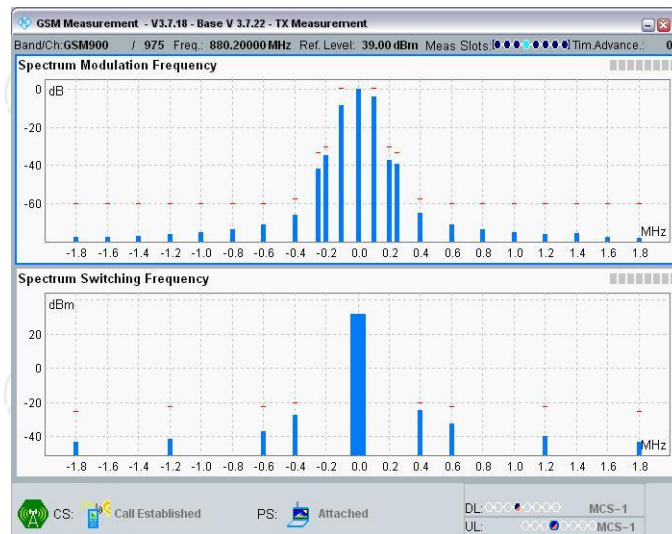 GSM Measurement - V3.7.18 - Base V 3.7.22 - TX Measurement
Band/Ch:GSM900 / 975 Freq.: 880.20000 MHz Ref. Level: 39.00 dBm Meas Slots: Tim.Advance.: 0
Spectrum Modulation Frequency
dB
0
-20
-40
-60
MHz
-1.8 -1.6 -1.4 -1.2 -1.0 -0.8 -0.6 -0.4 -0.2 0.0 0.2 0.4 0.6 0.8 1.0 1.2 1.4 1.6 1.8
Spectrum Switching Frequency
dBm
20
0
-20
-40
MHz
-1.8 -1.6 -1.4 -1.2 -1.0 -0.8 -0.6 -0.4 -0.2 0.0 0.2 0.4 0.6 0.8 1.0 1.2 1.4 1.6 1.8
CS: Call Established PS: Attached
DL: MCS-1
UL: MCS-1